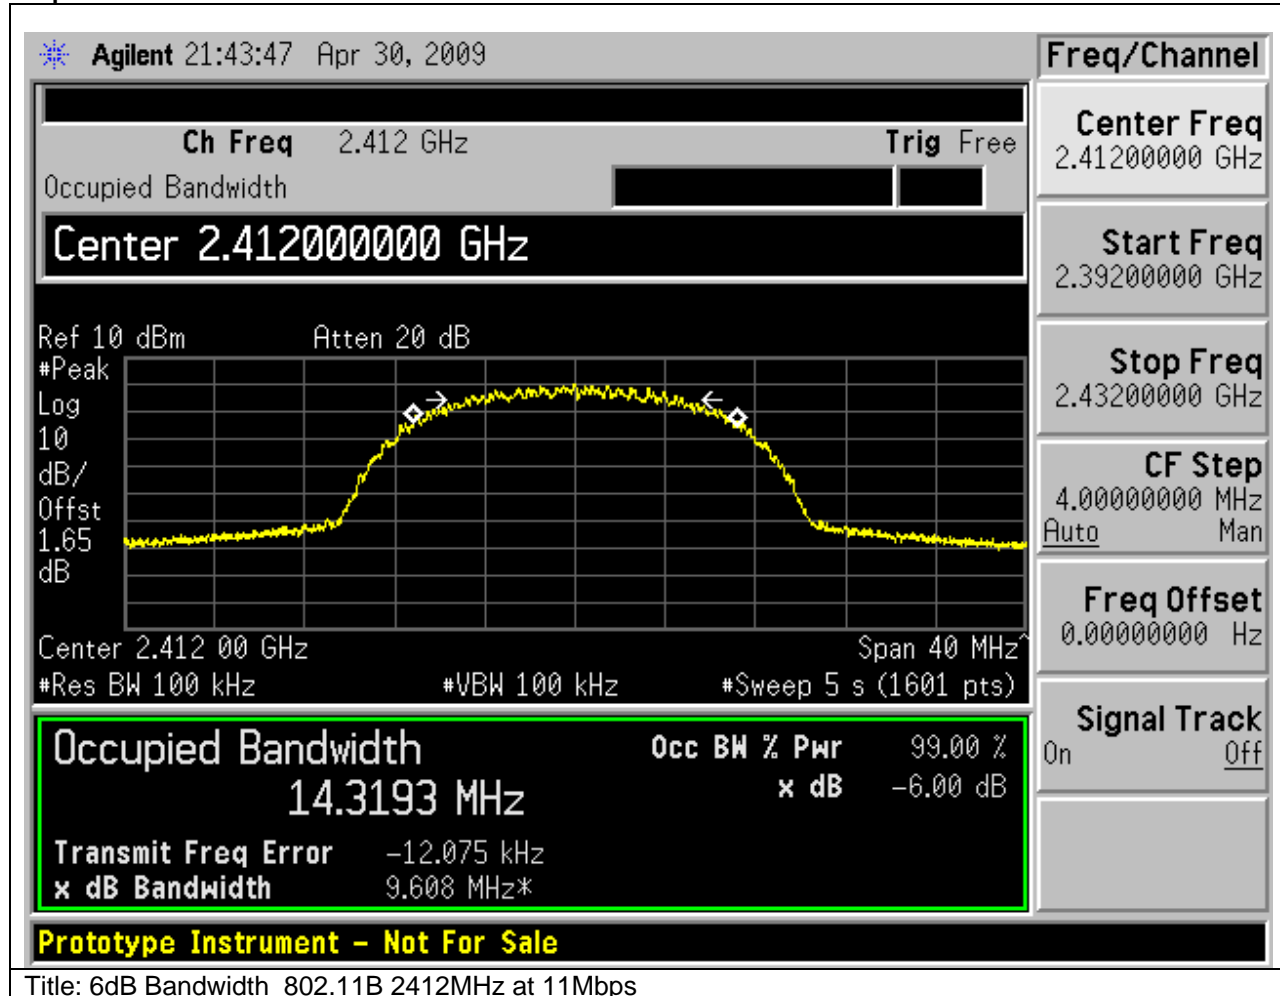 Agilent 21:43:47 Apr 30, 2009
Freq/Channel
Ch Freq 2.412 GHz Trig Free
Occupied Bandwidth
Center 2.412000000 GHz
Ref 10 dBm Atten 20 dB
#Peak
Log
10
dB/
Offst
1.65
dB
Center 2.412 00 GHz Span 40 MHz^
#Res BW 100 kHz #VBW 100 kHz #Sweep 5 s (1601 pts)
Occupied Bandwidth
14.3193 MHz
Occ BW % Pwr 99.00 %
x dB -6.00 dB
Transmit Freq Error -12.075 kHz
x dB Bandwidth 9.608 MHz*
Prototype Instrument - Not For Sale
Center Freq
2.41200000 GHz
Start Freq
2.39200000 GHz
Stop Freq
2.43200000 GHz
CF Step
4.00000000 MHz
Auto Man
Freq Offset
0.00000000 Hz
Signal Track
On Off
Title: 6dB Bandwidth 802.11B 2412MHz at 11Mbps